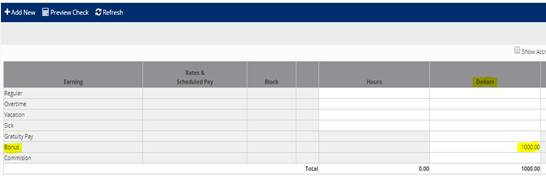 Add New Preview Check Refresh
Show Acc
Earning Rates & Scheduled Pay Block Hours Dollars
Regular
Overtime
Vacation
Sick
Gratuity Pay
Bonus 1000.00
Commision
Total 0.00 1000.00